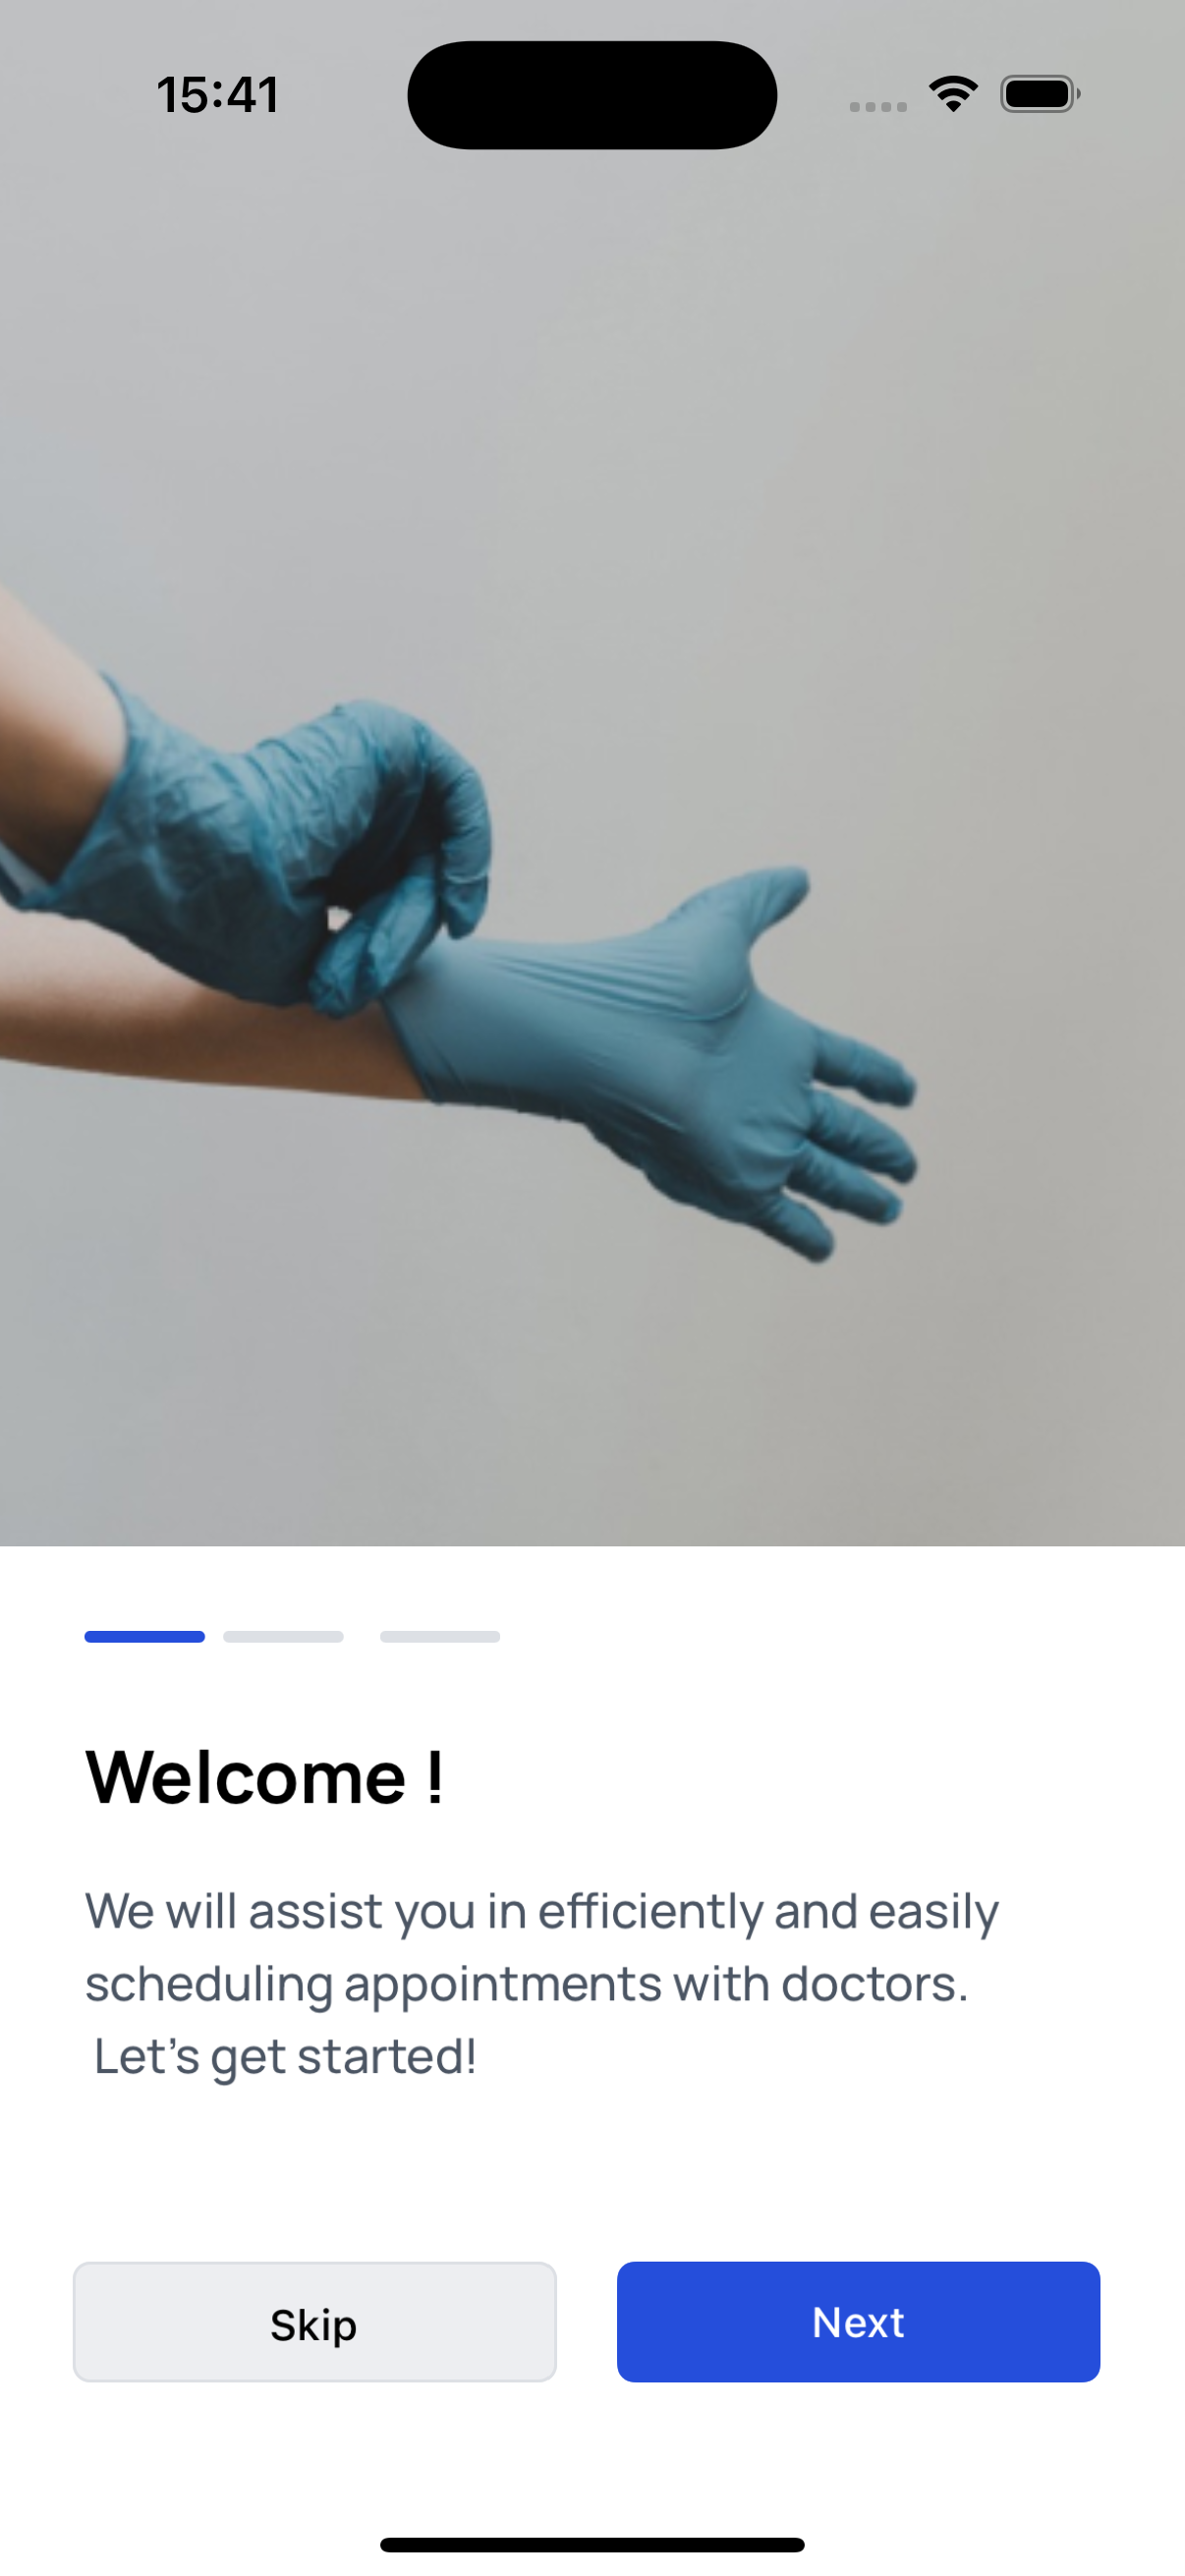 15:41
Welcome !
We will assist you in efficiently and easily
scheduling appointments with doctors.
Let’s get started!
Skip
Next